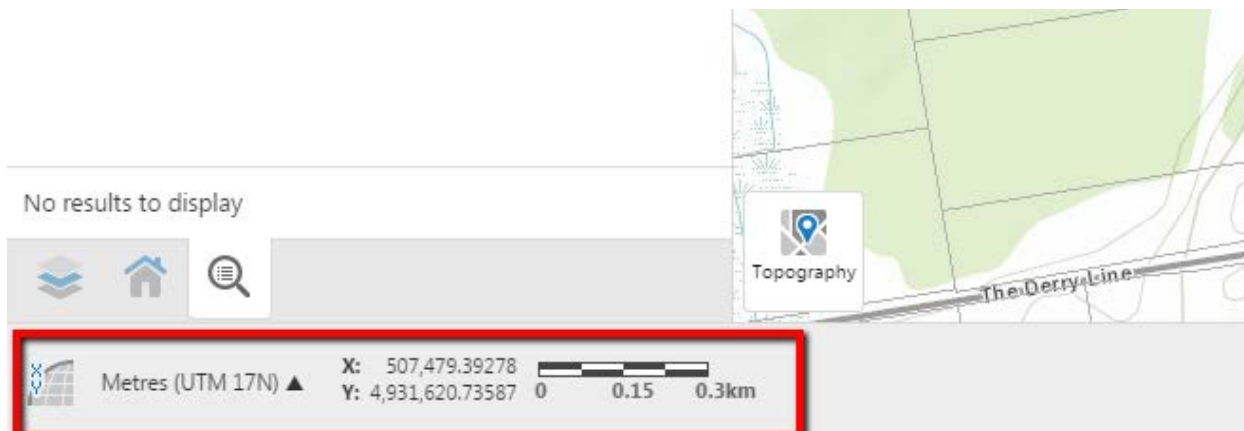 No results to display
Topography
The Derry Line
X
Y
Metres (UTM 17N) ▲
X: 507,479.39278
Y: 4,931,620.73587
0 0.15 0.3km